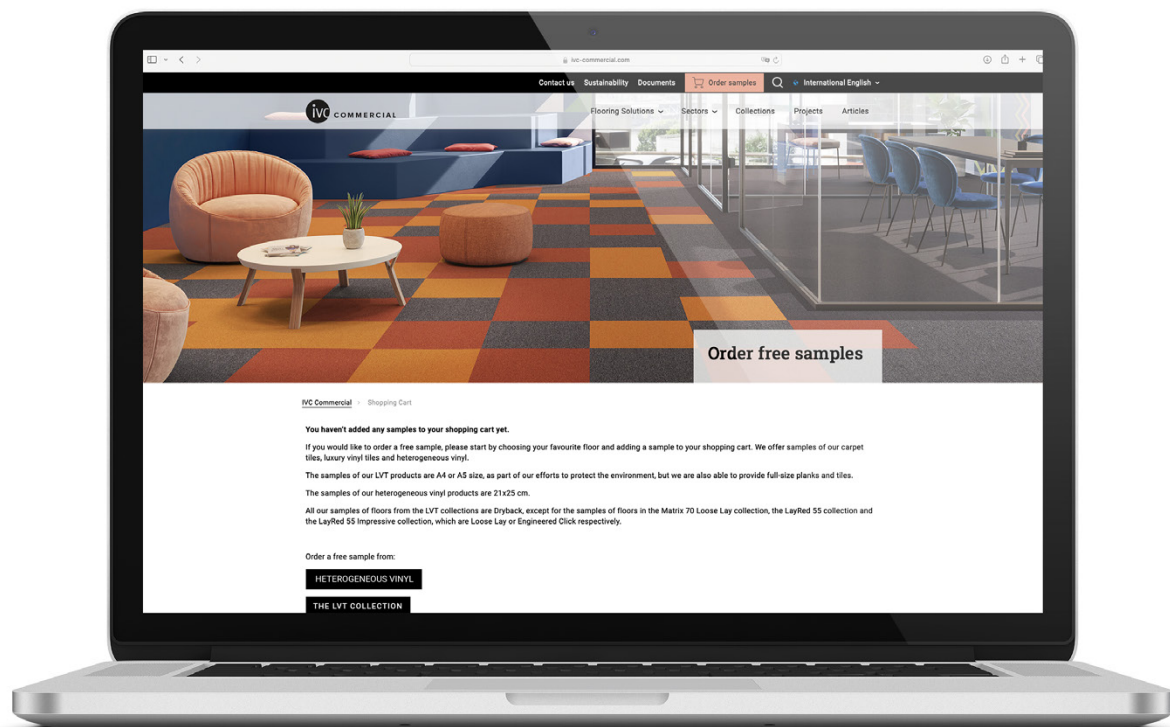 ivc-commercial.com
Contact us Sustainability Documents Order samples International English
ivc COMMERCIAL
Flooring Solutions Sectors Collections Projects Articles
Order free samples
IVC Commercial › Shopping Cart
You haven't added any samples to your shopping cart yet.
If you would like to order a free sample, please start by choosing your favourite floor and adding a sample to your shopping cart. We offer samples of our carpet
tiles, luxury vinyl tiles and heterogeneous vinyl.
The samples of our LVT products are A4 or A5 size, as part of our efforts to protect the environment, but we are also able to provide full-size planks and tiles.
The samples of our heterogeneous vinyl products are 21x25 cm.
All our samples of floors from the LVT collections are Dryback, except for the samples of floors in the Matrix 70 Loose Lay collection, the LayRed 55 collection and
the LayRed 55 Impressive collection, which are Loose Lay or Engineered Click respectively.
Order a free sample from:
HETEROGENEOUS VINYL
THE LVT COLLECTION